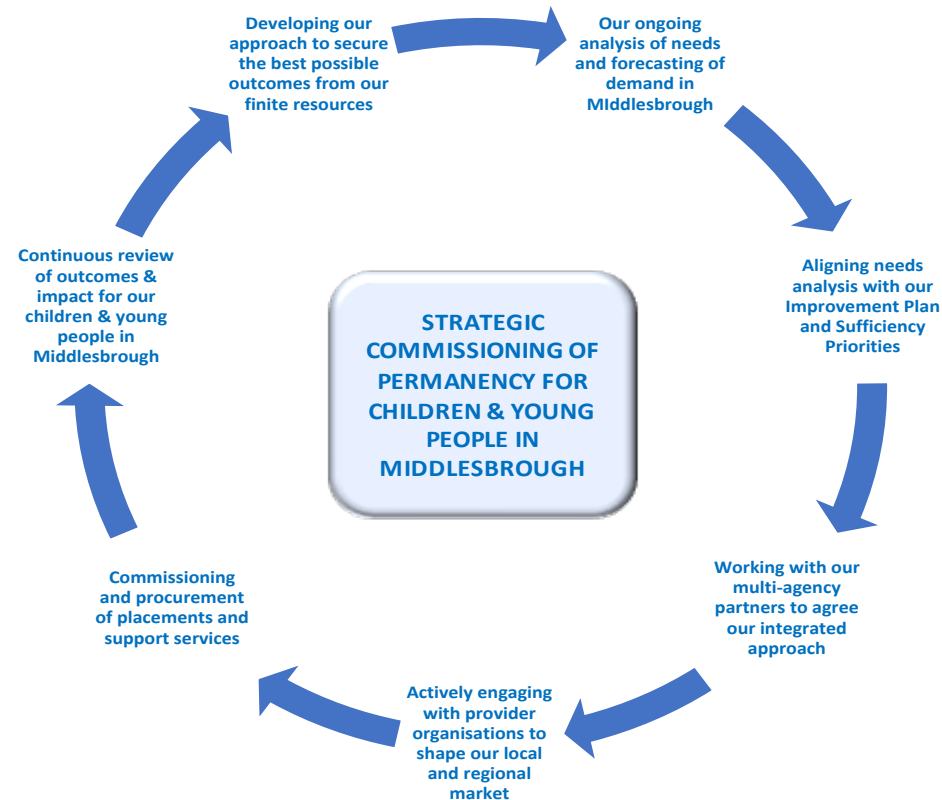 Developing our
approach to secure
the best possible
outcomes from our
finite resources
Our ongoing
analysis of needs
and forecasting of
demand in
MIddlesbrough
Aligning needs
analysis with our
Improvement Plan
and Sufficiency
Priorities
Working with our
multi-agency
partners to agree
our integrated
approach
Actively engaging
with provider
organisations to
shape our local
and regional
market
Commissioning
and procurement
of placements and
support services
Continuous review
of outcomes &
impact for our
children & young
people in
Middlesbrough
STRATEGIC
COMMISSIONING OF
PERMANENCY FOR
CHILDREN & YOUNG
PEOPLE IN
MIDDLESBROUGH